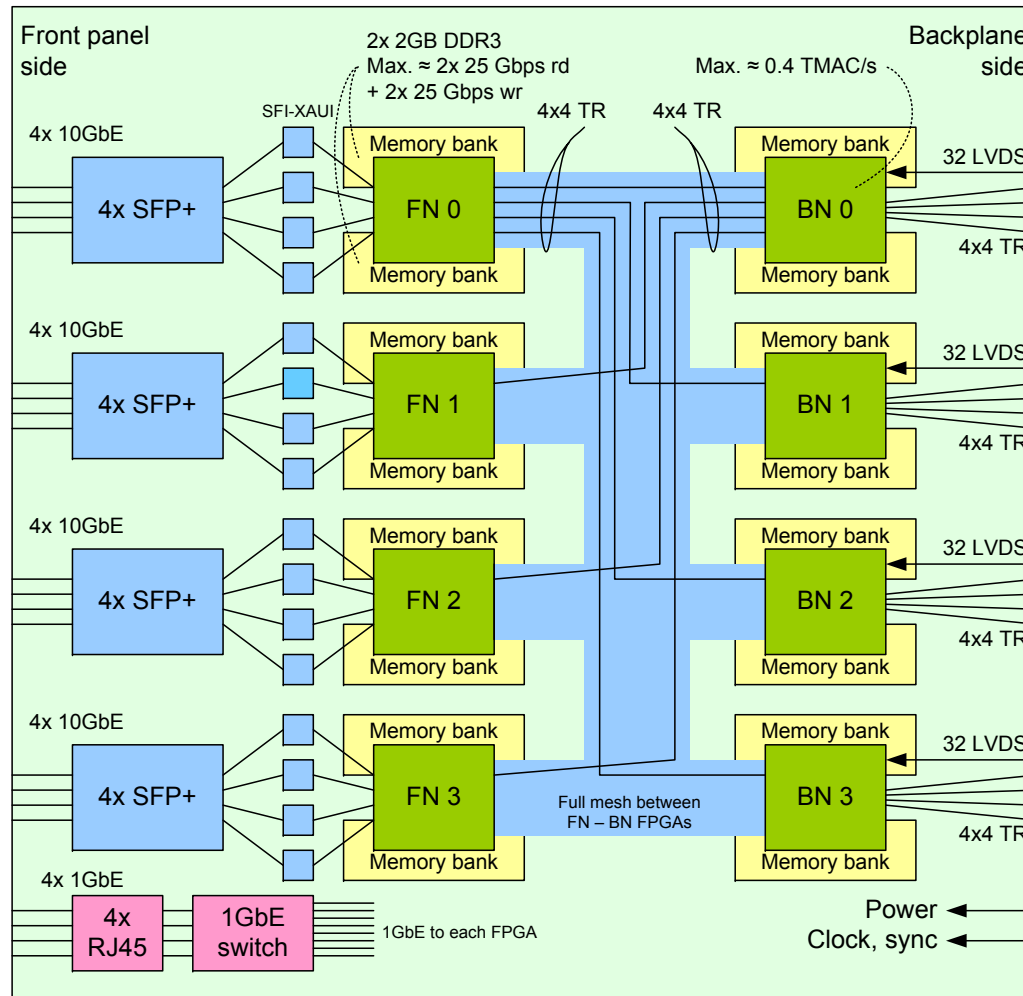 Front panel
side
2x 2GB DDR3
Max. ≈ 2x 25 Gbps rd
+ 2x 25 Gbps wr
Max. ≈ 0.4 TMAC/s
Backplane
side
SFI-XAUI
4x4 TR
4x4 TR
4x 10GbE
4x SFP+
Memory bank
FN 0
Memory bank
Memory bank
BN 0
Memory bank
32 LVDS
4x4 TR
4x 10GbE
4x SFP+
Memory bank
FN 1
Memory bank
Memory bank
BN 1
Memory bank
32 LVDS
4x4 TR
4x 10GbE
4x SFP+
Memory bank
FN 2
Memory bank
Memory bank
BN 2
Memory bank
32 LVDS
4x4 TR
4x 10GbE
4x SFP+
Memory bank
FN 3
Memory bank
Full mesh between
FN – BN FPGAs
Memory bank
BN 3
Memory bank
32 LVDS
4x4 TR
4x 1GbE
4x
RJ45
1GbE
switch
1GbE to each FPGA
Power
Clock, sync